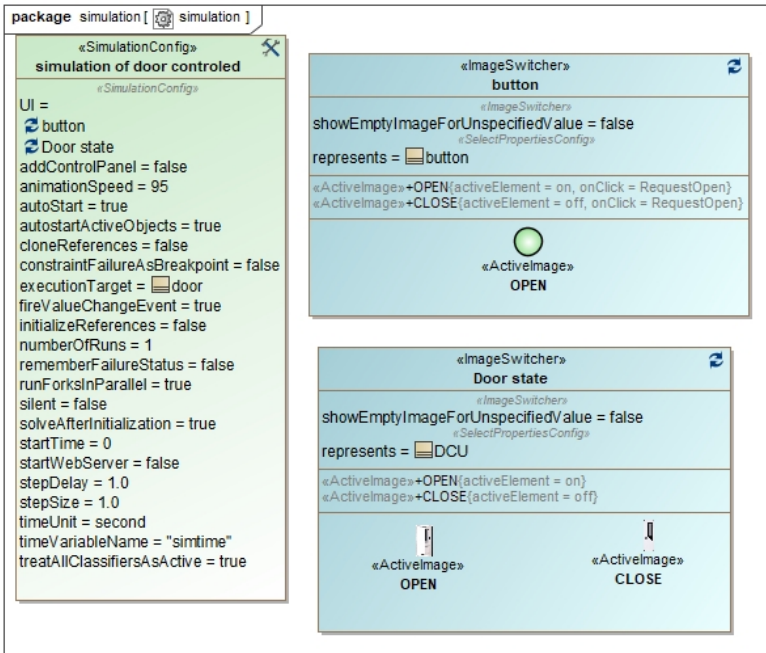 package simulation [ simulation ]
«SimulationConfig»
simulation of door controled
«SimulationConfig»
UI =
button
Door state
addControlPanel = false
animationSpeed = 95
autoStart = true
autostartActiveObjects = true
cloneReferences = false
constraintFailureAsBreakpoint = false
executionTarget = door
fireValueChangeEvent = true
initializeReferences = false
numberOfRuns = 1
rememberFailureStatus = false
runForksInParallel = true
silent = false
solveAfterInitialization = true
startTime = 0
startWebServer = false
stepDelay = 1.0
stepSize = 1.0
timeUnit = second
timeVariableName = "simtime"
treatAllClassifiersAsActive = true
«ImageSwitcher»
button
«ImageSwitcher»
showEmptyImageForUnspecifiedValue = false
«SelectPropertiesConfig»
represents = button
«ActiveImage»+OPEN{activeElement = on, onClick = RequestOpen}
«ActiveImage»+CLOSE{activeElement = off, onClick = RequestOpen}
«ActiveImage»
OPEN
«ImageSwitcher»
Door state
«ImageSwitcher»
showEmptyImageForUnspecifiedValue = false
«SelectPropertiesConfig»
represents = DCU
«ActiveImage»+OPEN{activeElement = on}
«ActiveImage»+CLOSE{activeElement = off}
«ActiveImage»
OPEN
«ActiveImage»
CLOSE